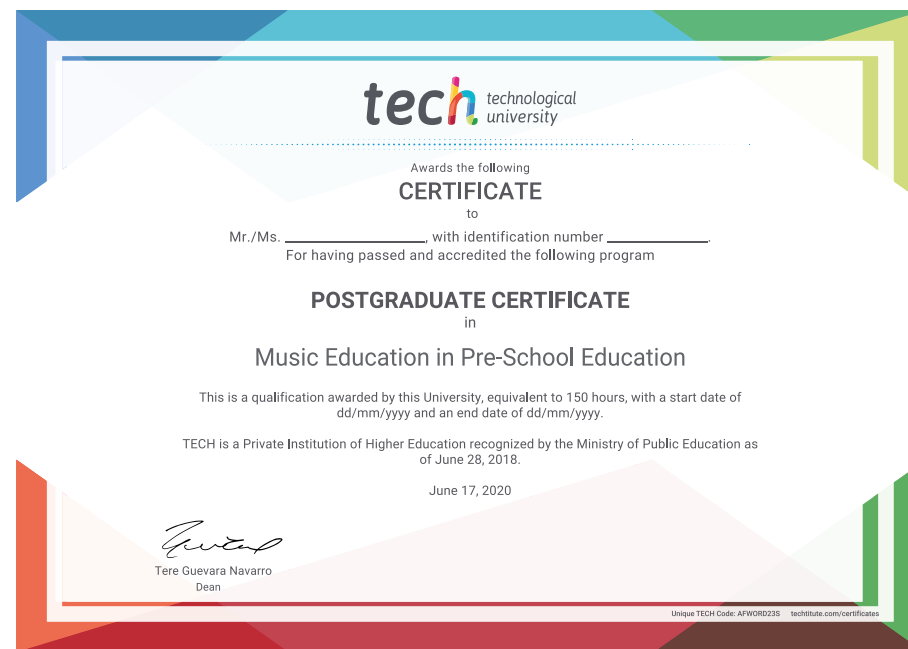 tech technological
university
Awards the following
CERTIFICATE
to
Mr./Ms. ____________________, with identification number ______________.
For having passed and accredited the following program
POSTGRADUATE CERTIFICATE
in
Music Education in Pre-School Education
This is a qualification awarded by this University, equivalent to 150 hours, with a start date of
dd/mm/yyyy and an end date of dd/mm/yyyy.
TECH is a Private Institution of Higher Education recognized by the Ministry of Public Education as
of June 28, 2018.
June 17, 2020
Tere Guevara Navarro
Dean
Unique TECH Code: AFWORD23S techtitute.com/certificates